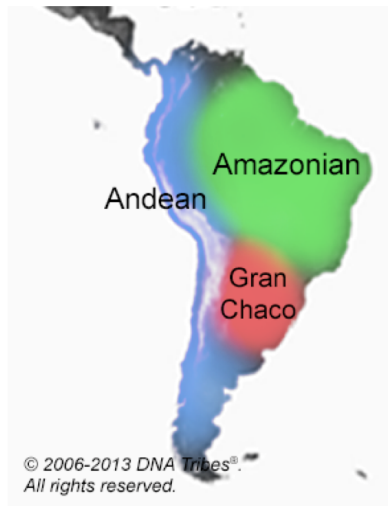 Amazonian
Andean
Gran
Chaco
© 2006-2013 DNA Tribes®.
All rights reserved.